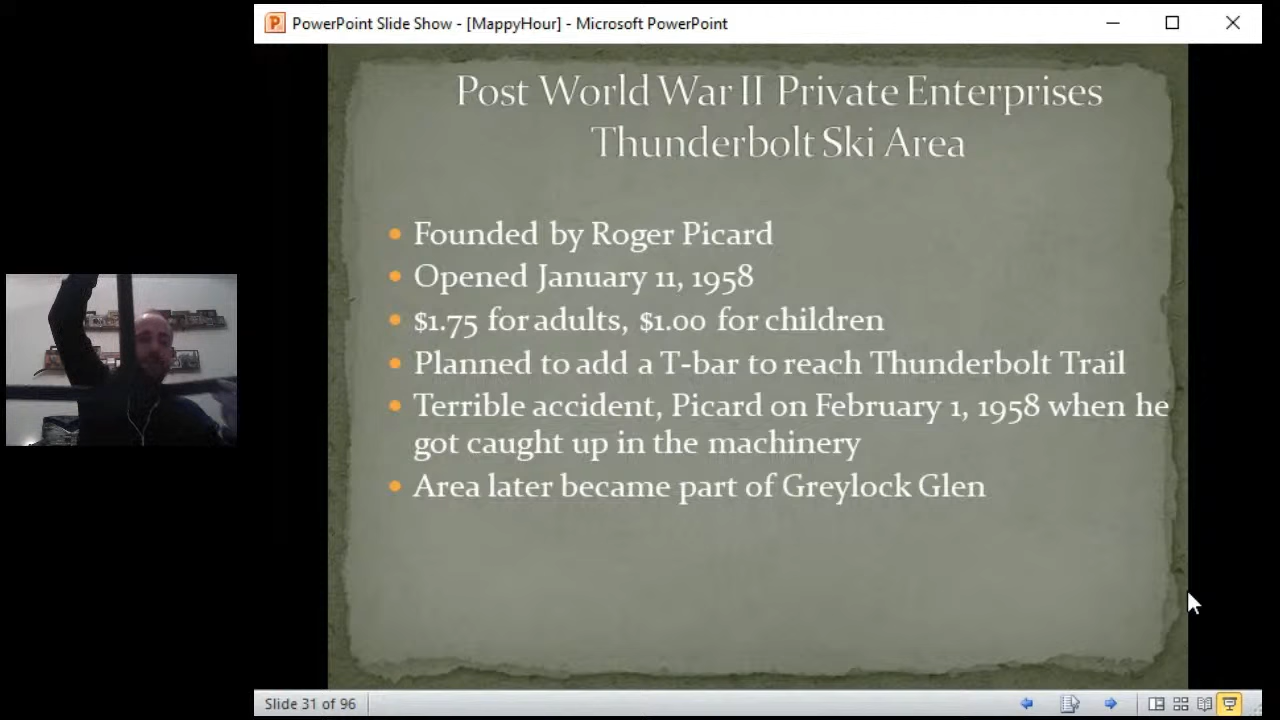 PowerPoint Slide Show - [MappyHour] - Microsoft PowerPoint
Post World War II Private Enterprises
Thunderbolt Ski Area
Founded by Roger Picard
Opened January 11, 1958
$1.75 for adults, $1.00 for children
Planned to add a T-bar to reach Thunderbolt Trail
Terrible accident, Picard on February 1, 1958 when he
got caught up in the machinery
Area later became part of Greylock Glen
Slide 31 of 96